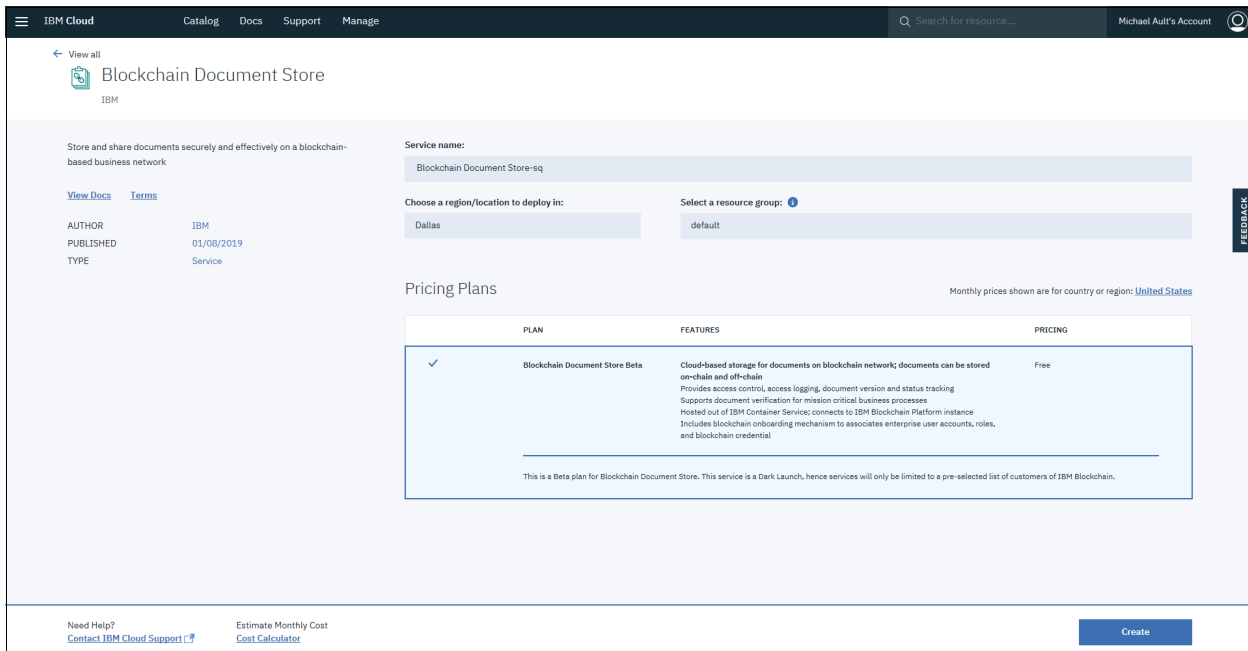 IBM Cloud Catalog Docs Support Manage Search for resource... Michael Ault's Account
← View all
Blockchain Document Store
IBM
Store and share documents securely and effectively on a blockchain-
based business network
View Docs Terms
AUTHOR IBM
PUBLISHED 01/08/2019
TYPE Service
Service name:
Blockchain Document Store-sq
Choose a region/location to deploy in: Select a resource group:
Dallas default
Pricing Plans Monthly prices shown are for country or region: United States
PLAN FEATURES PRICING
Blockchain Document Store Beta Cloud-based storage for documents on blockchain network; documents can be stored Free
on-chain and off-chain
Provides access control, access logging, document version and status tracking
Supports document verification for mission critical business processes
Hosted out of IBM Container Service; connects to IBM Blockchain Platform instance
Includes blockchain onboarding mechanism to associates enterprise user accounts, roles,
and blockchain credential
This is a Beta plan for Blockchain Document Store. This service is a Dark Launch, hence services will only be limited to a pre-selected list of customers of IBM Blockchain.
FEEDBACK
Need Help? Estimate Monthly Cost
Contact IBM Cloud Support Cost Calculator
Create